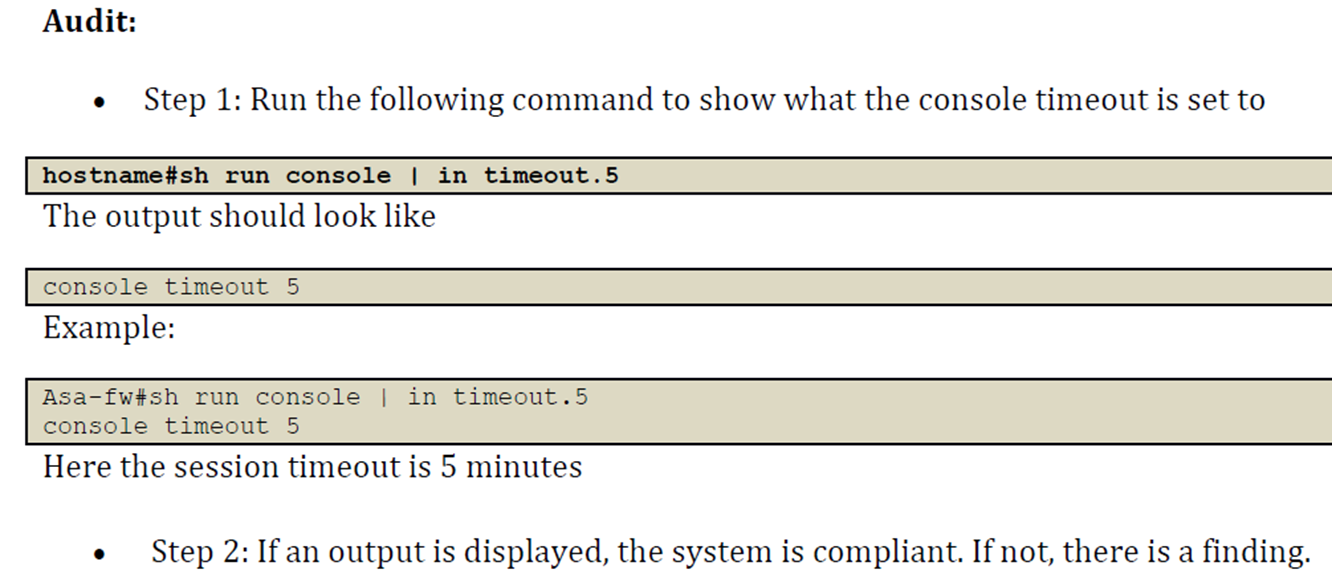 Audit:
• Step 1: Run the following command to show what the console timeout is set to
hostname#sh run console | in timeout.5
The output should look like
console timeout 5
Example:
Asa-fw#sh run console | in timeout.5
console timeout 5
Here the session timeout is 5 minutes
• Step 2: If an output is displayed, the system is compliant. If not, there is a finding.